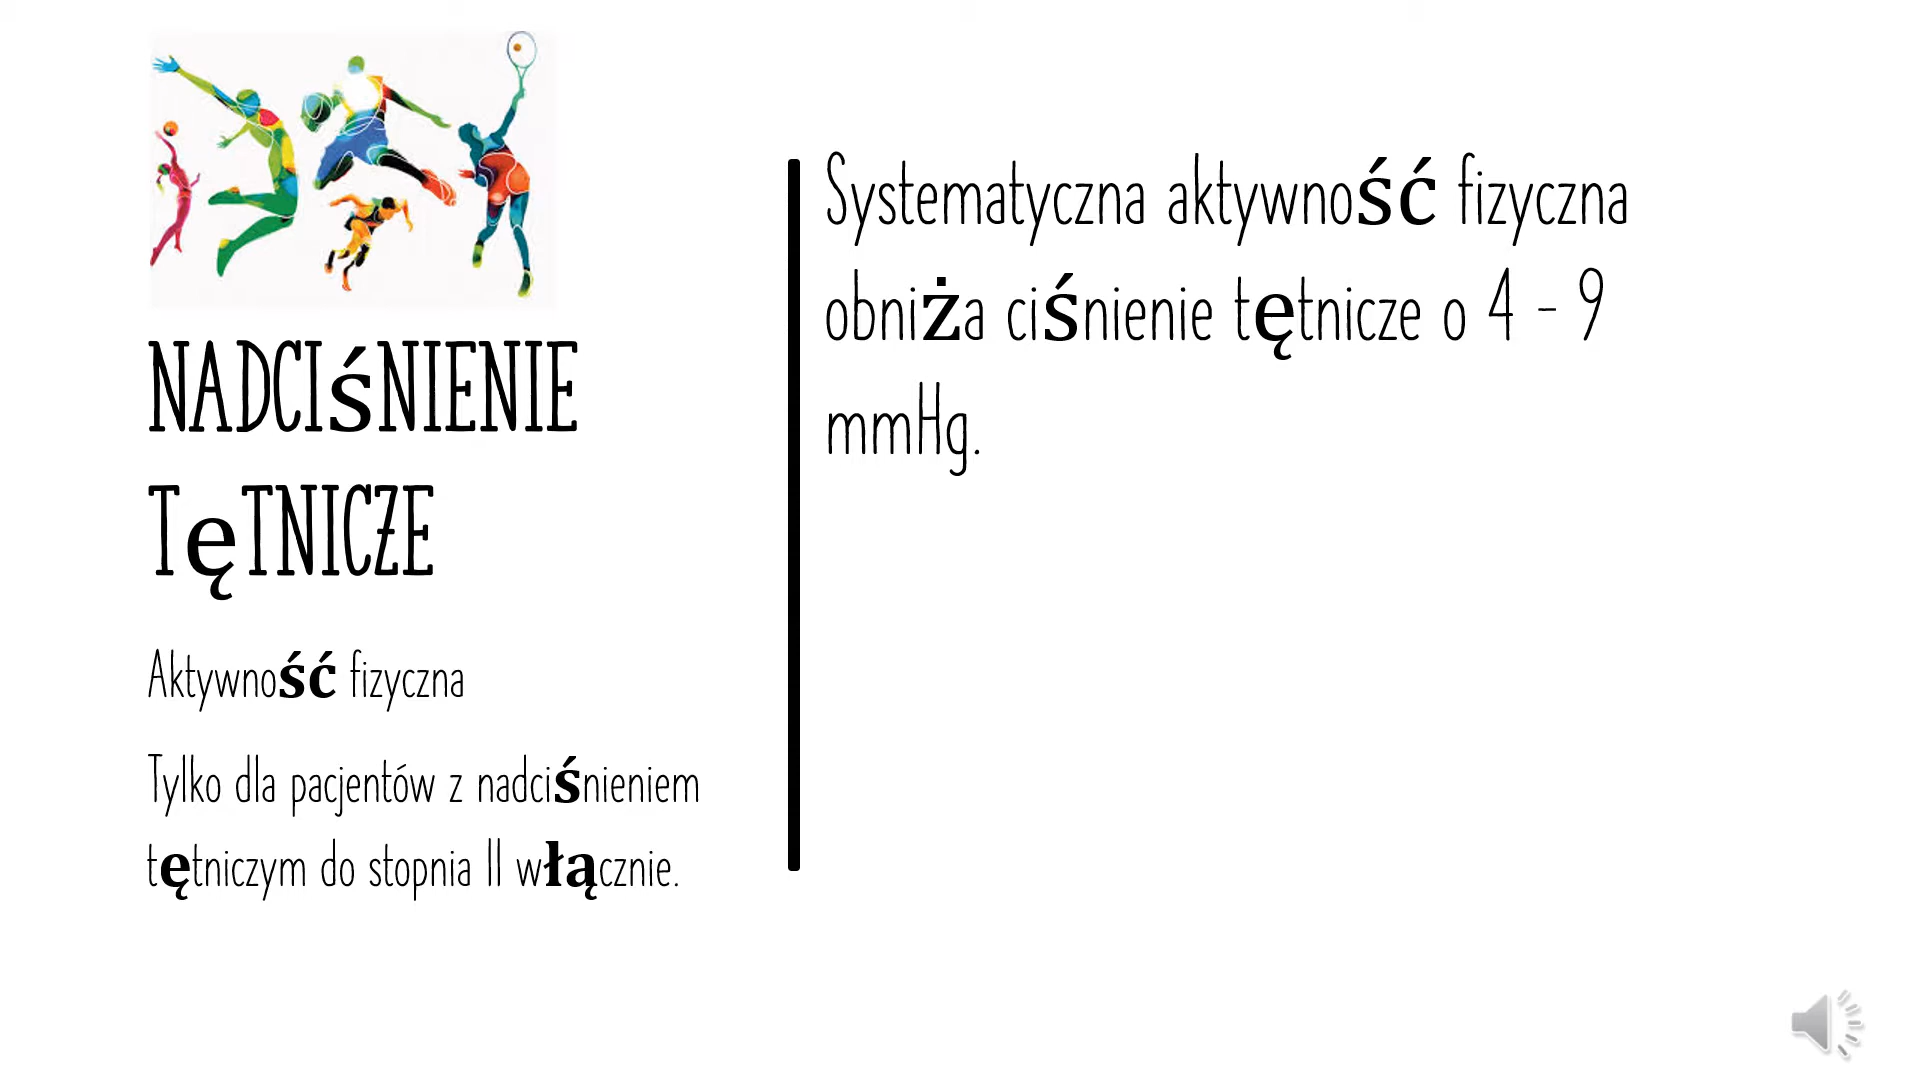 NADCIśNIENIE
TęTNICZE
Aktywność fizyczna
Tylko dla pacjentów z nadciśnieniem
tętniczym do stopnia II włącznie.
Systematyczna aktywność fizyczna
obniża ciśnienie tętnicze o 4 - 9
mmHg.